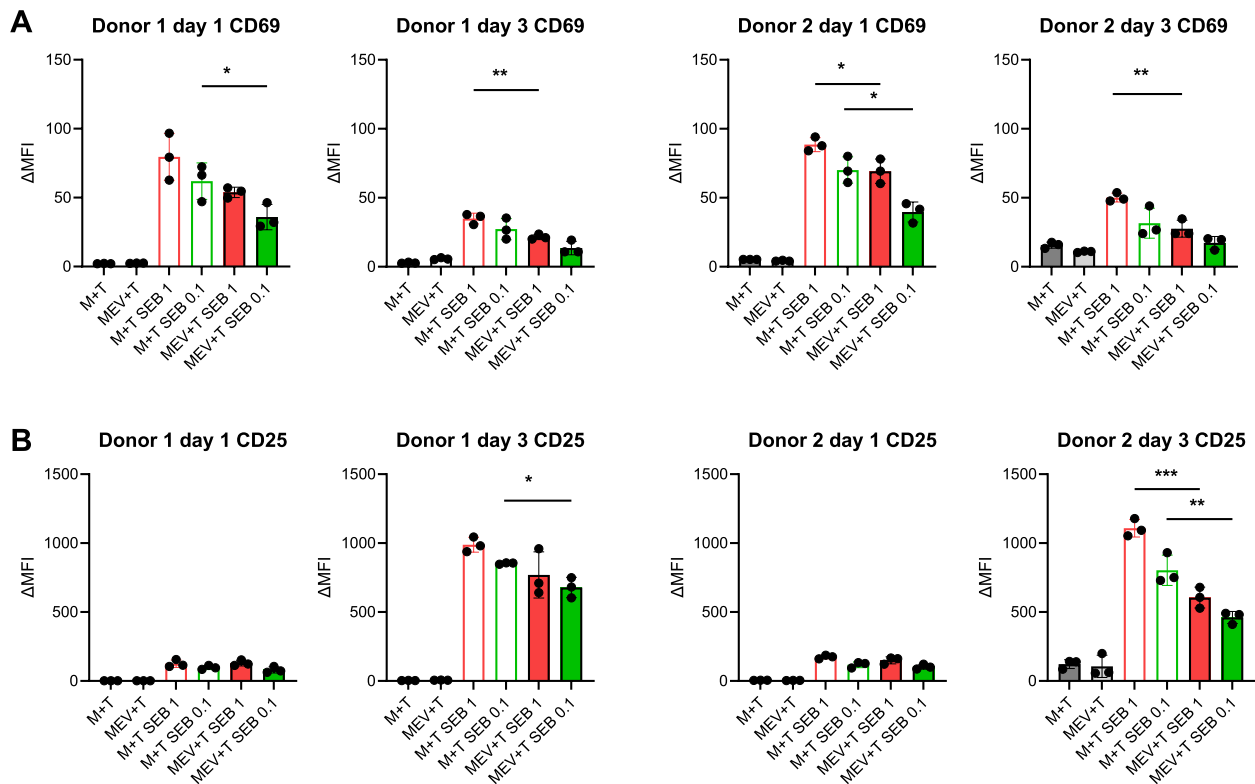 A
Donor 1 day 1 CD69
Donor 1 day 3 CD69
Donor 2 day 1 CD69
Donor 2 day 3 CD69
150
100
50
0
ΔMFI
*
M+T
MEV+T
M+T SEB 1
M+T SEB 0.1
MEV+T SEB 1
MEV+T SEB 0.1
150
100
50
0
ΔMFI
**
M+T
MEV+T
M+T SEB 1
M+T SEB 0.1
MEV+T SEB 1
MEV+T SEB 0.1
150
100
50
0
ΔMFI
*
*
M+T
MEV+T
M+T SEB 1
M+T SEB 0.1
MEV+T SEB 1
MEV+T SEB 0.1
150
100
50
0
ΔMFI
**
M+T
MEV+T
M+T SEB 1
M+T SEB 0.1
MEV+T SEB 1
MEV+T SEB 0.1
B
Donor 1 day 1 CD25
Donor 1 day 3 CD25
Donor 2 day 1 CD25
Donor 2 day 3 CD25
1500
1000
500
0
ΔMFI
M+T
MEV+T
M+T SEB 1
M+T SEB 0.1
MEV+T SEB 1
MEV+T SEB 0.1
1500
1000
500
0
ΔMFI
*
M+T
MEV+T
M+T SEB 1
M+T SEB 0.1
MEV+T SEB 1
MEV+T SEB 0.1
1500
1000
500
0
ΔMFI
M+T
MEV+T
M+T SEB 1
M+T SEB 0.1
MEV+T SEB 1
MEV+T SEB 0.1
1500
1000
500
0
ΔMFI
***
**
M+T
MEV+T
M+T SEB 1
M+T SEB 0.1
MEV+T SEB 1
MEV+T SEB 0.1